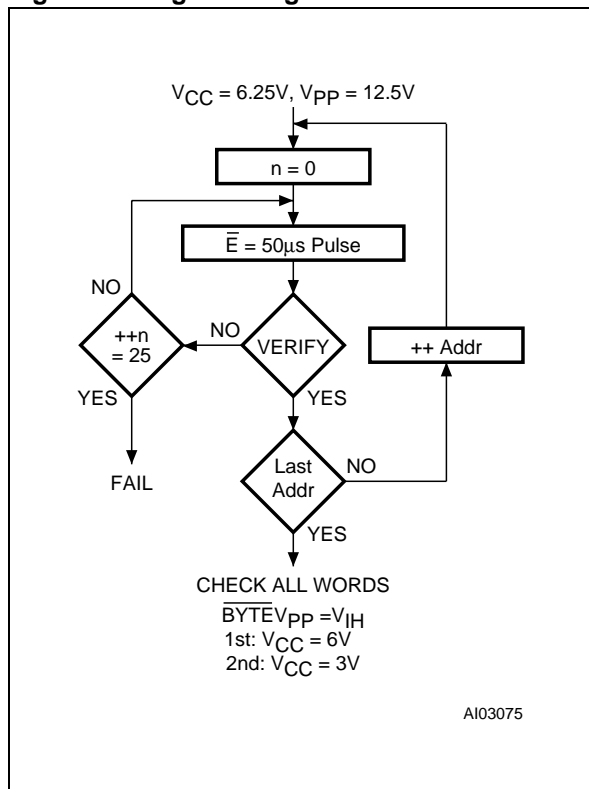 VCC = 6.25V, VPP = 12.5V
n = 0
E̅ = 50μs Pulse
NO
++n
= 25
NO
VERIFY
++ Addr
YES
YES
FAIL
Last
Addr
NO
YES
CHECK ALL WORDS
B̅Y̅T̅E̅VPP =VIH
1st: VCC = 6V
2nd: VCC = 3V
AI03075